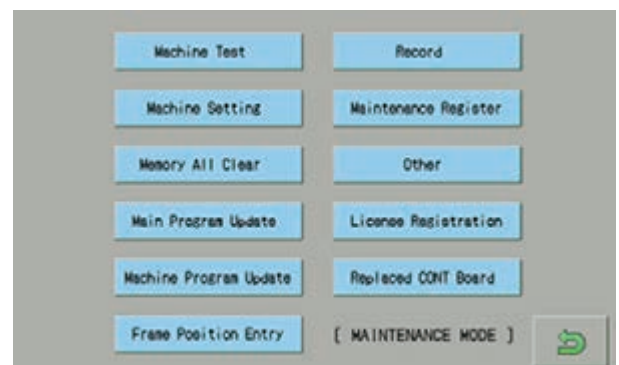 Machine Test
Record
Machine Setting
Maintenance Register
Memory All Clear
Other
Main Program Update
License Registration
Machine Program Update
Replaced CONT Board
Frame Position Entry
[ MAINTENANCE MODE ]